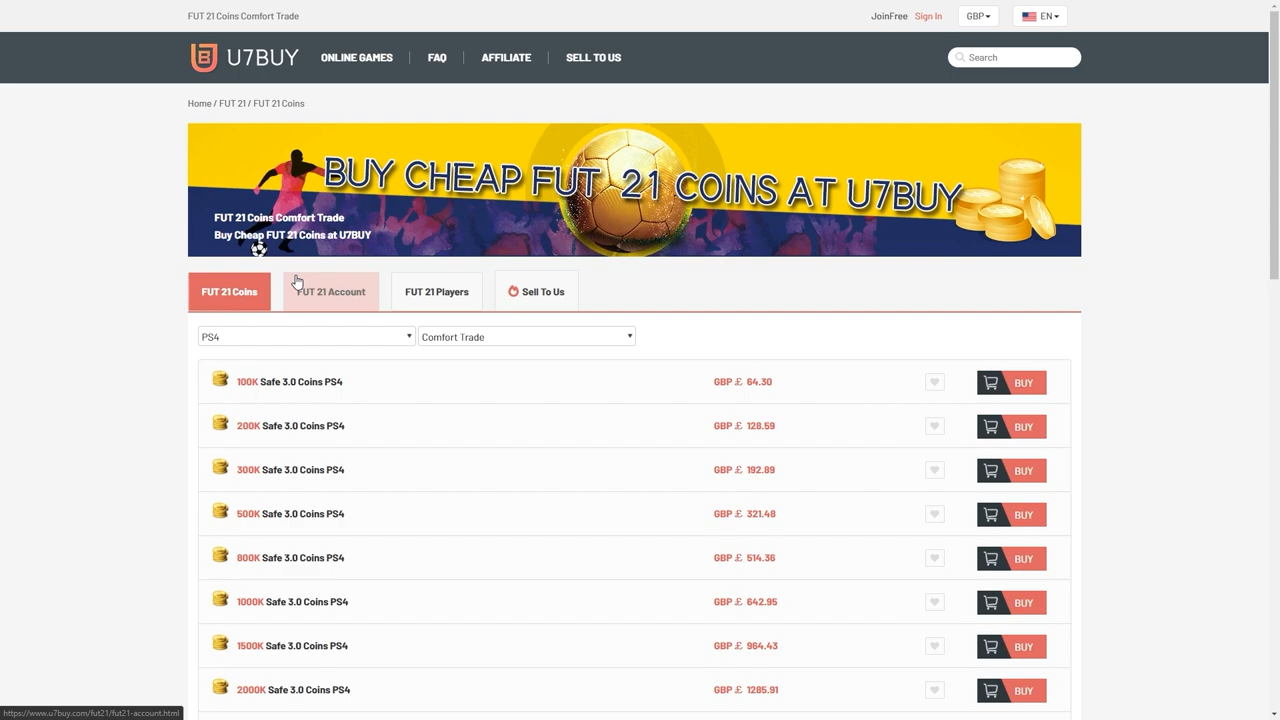 FUT 21 Coins Comfort Trade
JoinFree Sign In GBP EN
U7BUY ONLINE GAMES FAQ AFFILIATE SELL TO US Search
Home / FUT 21 / FUT 21 Coins
BUY CHEAP FUT 21 COINS AT U7BUY
FUT 21 Coins Comfort Trade
Buy Cheap FUT 21 Coins at U7BUY
FUT 21 Coins FUT 21 Account FUT 21 Players Sell To Us
PS4 Comfort Trade
100K Safe 3.0 Coins PS4 GBP £ 64.30 BUY
200K Safe 3.0 Coins PS4 GBP £ 128.59 BUY
300K Safe 3.0 Coins PS4 GBP £ 192.89 BUY
500K Safe 3.0 Coins PS4 GBP £ 321.48 BUY
800K Safe 3.0 Coins PS4 GBP £ 514.36 BUY
1000K Safe 3.0 Coins PS4 GBP £ 642.95 BUY
1500K Safe 3.0 Coins PS4 GBP £ 964.43 BUY
2000K Safe 3.0 Coins PS4 GBP £ 1285.91 BUY
https://www.u7buy.com/fut21/fut21-account.html